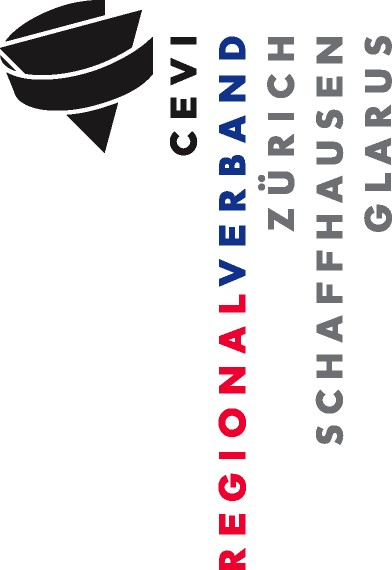 CEVI
REGIONALVERBAND
ZÜRICH
SCHAFFHAUSEN
GLARUS